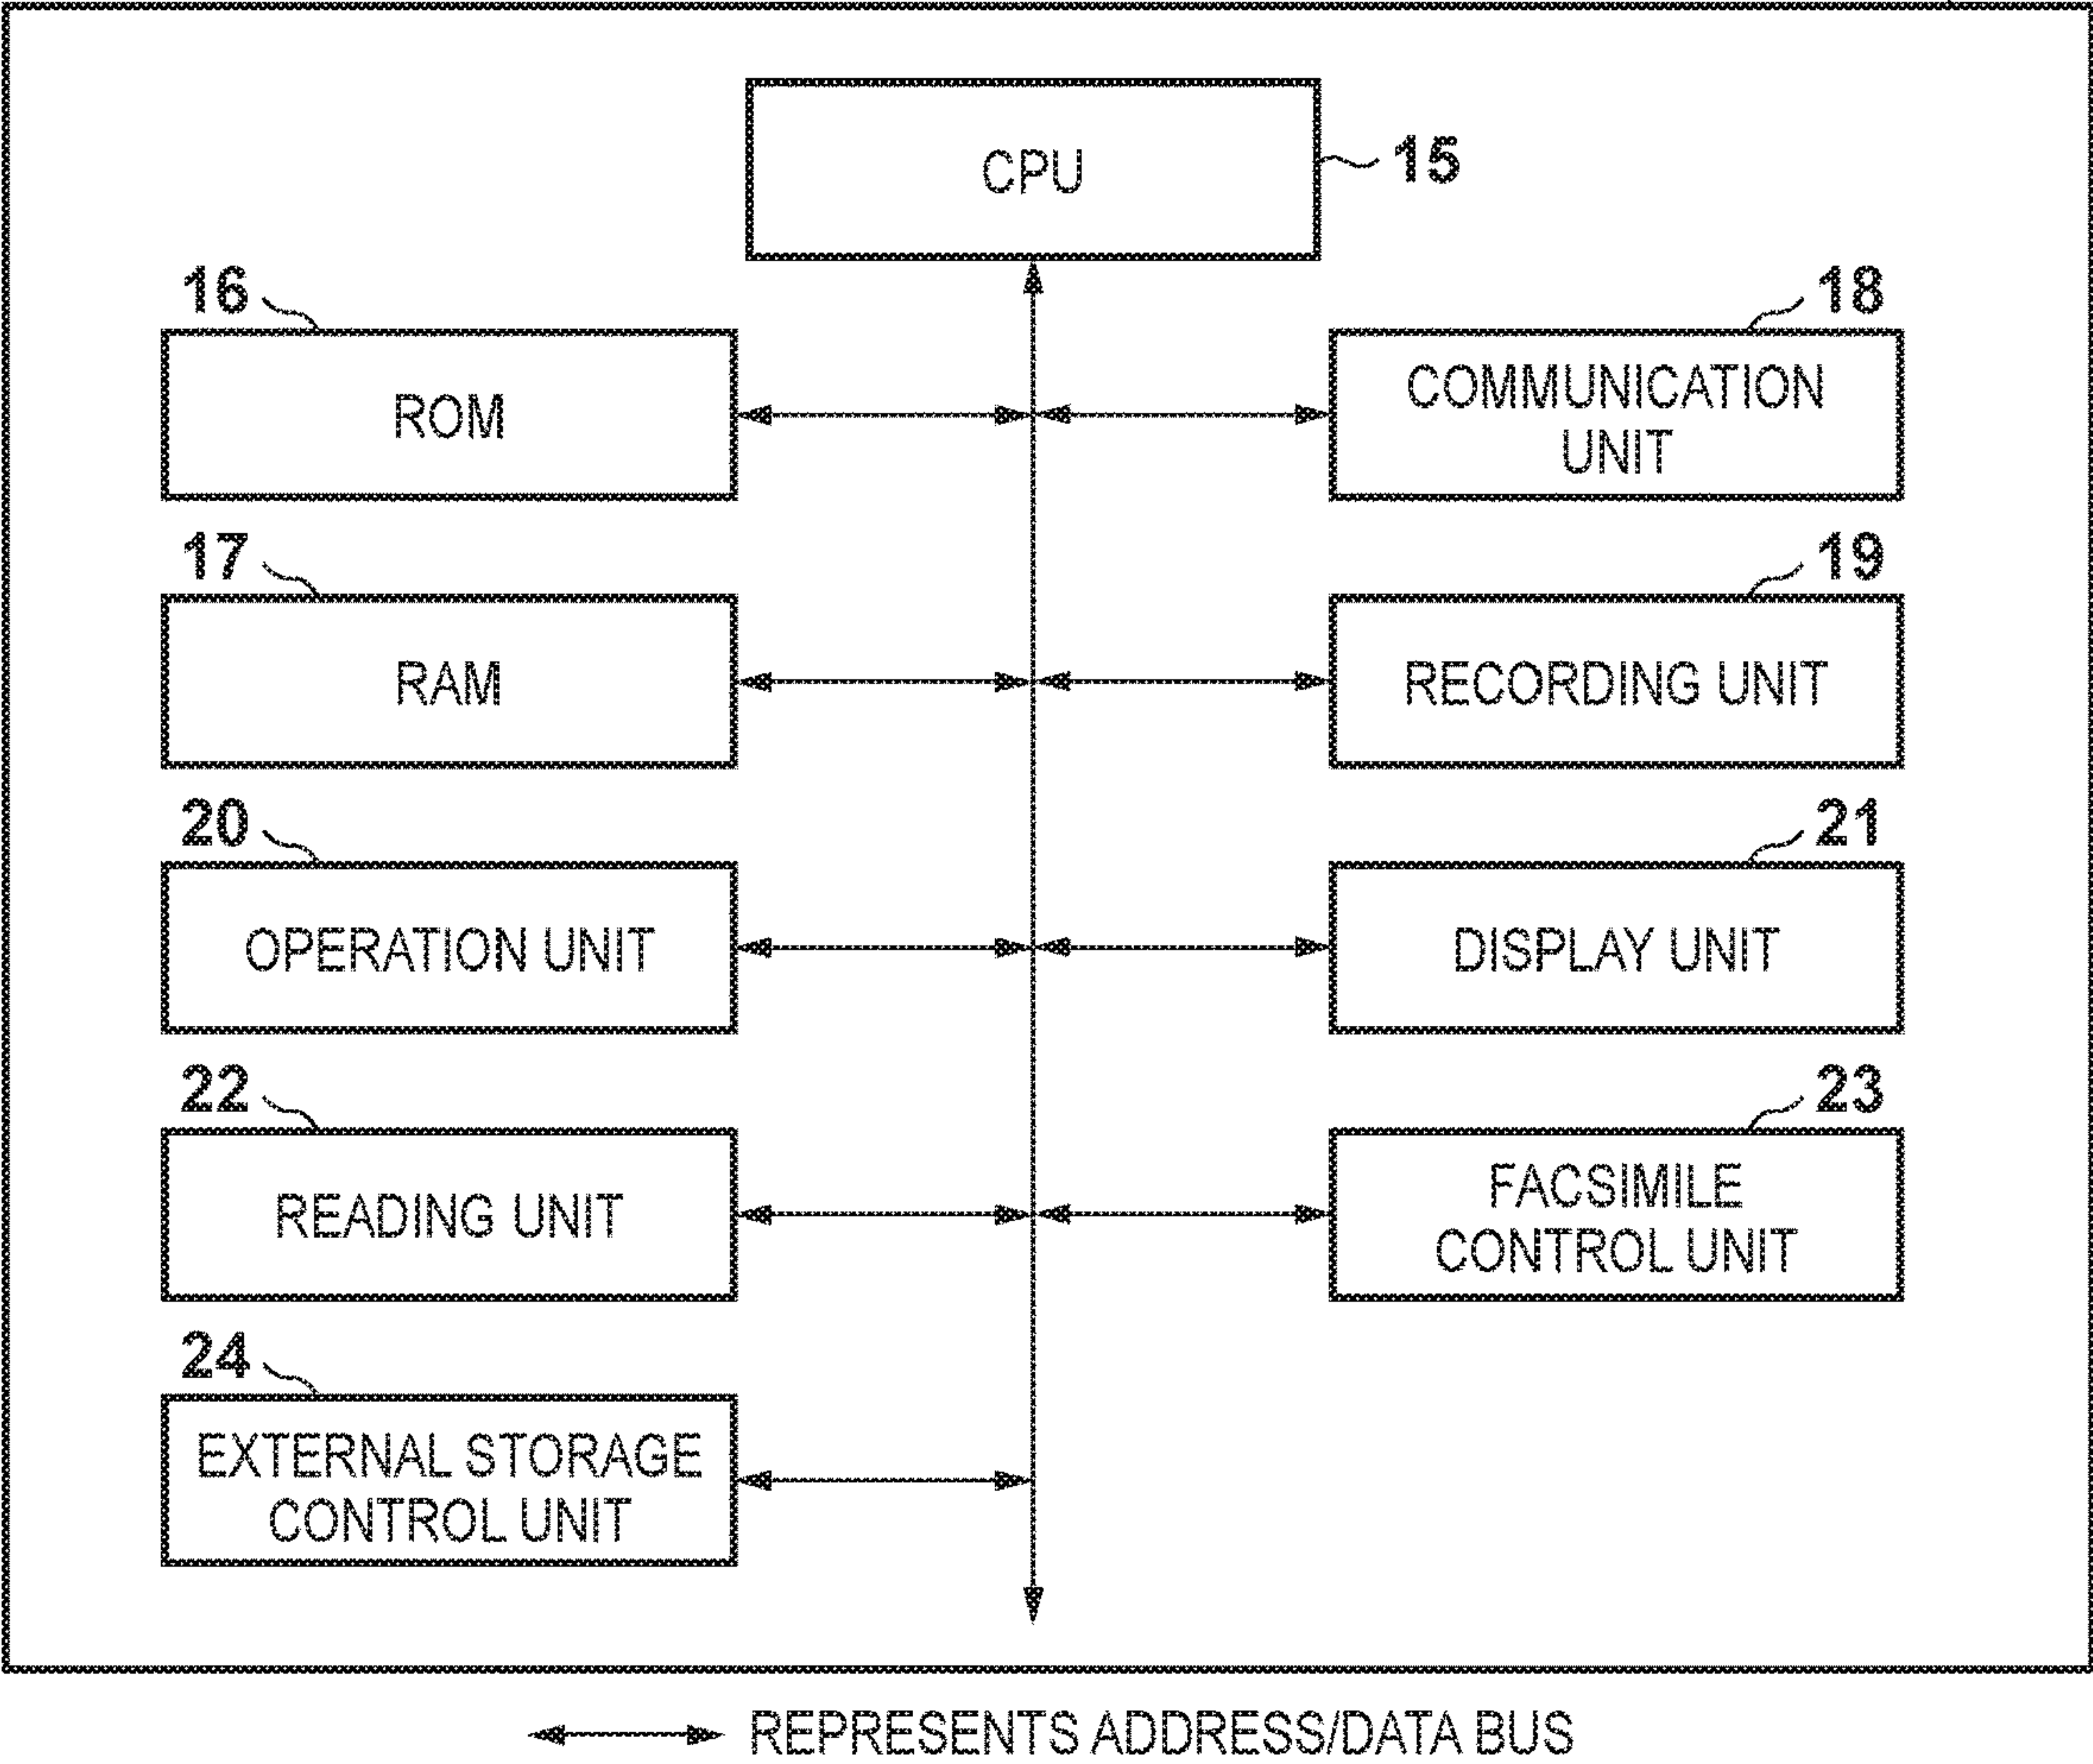 CPU
15
16
18
ROM
COMMUNICATION
UNIT
17
19
RAM
RECORDING UNIT
20
21
OPERATION UNIT
DISPLAY UNIT
22
23
READING UNIT
FACSIMILE
CONTROL UNIT
24
EXTERNAL STORAGE
CONTROL UNIT
REPRESENTS ADDRESS/DATA BUS